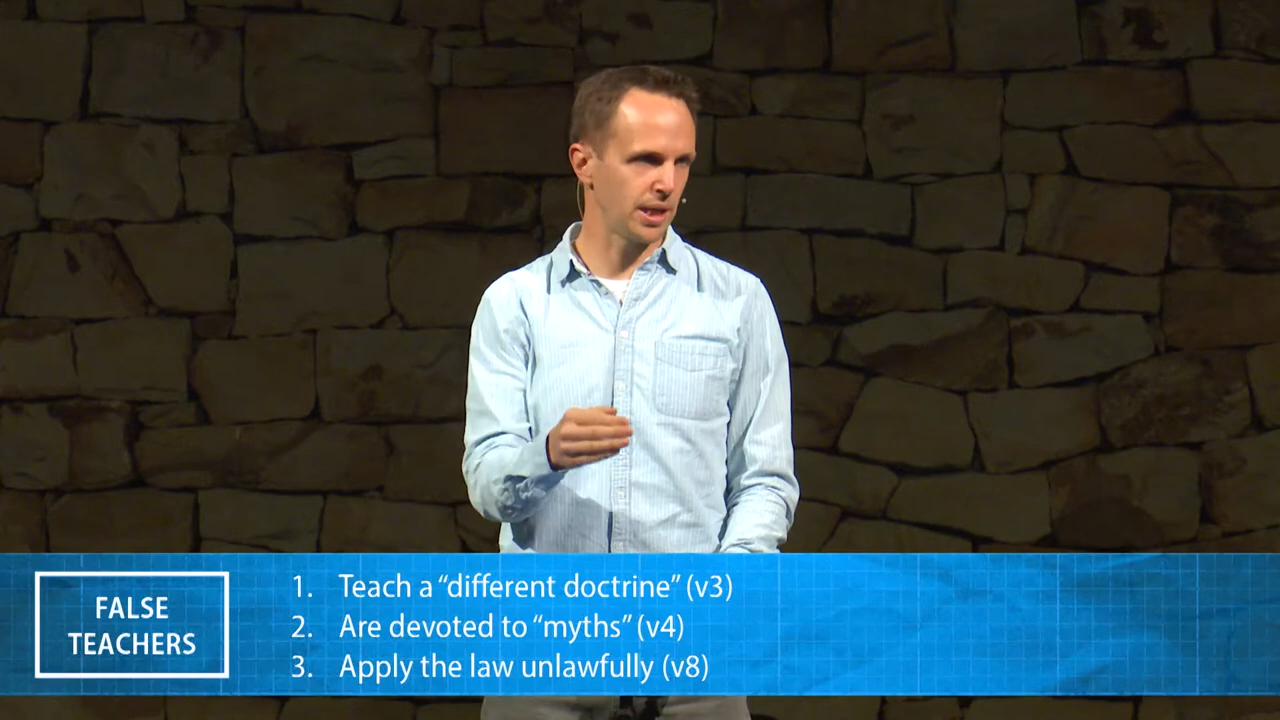 FALSE
TEACHERS
1. Teach a “different doctrine” (v3)
2. Are devoted to “myths” (v4)
3. Apply the law unlawfully (v8)